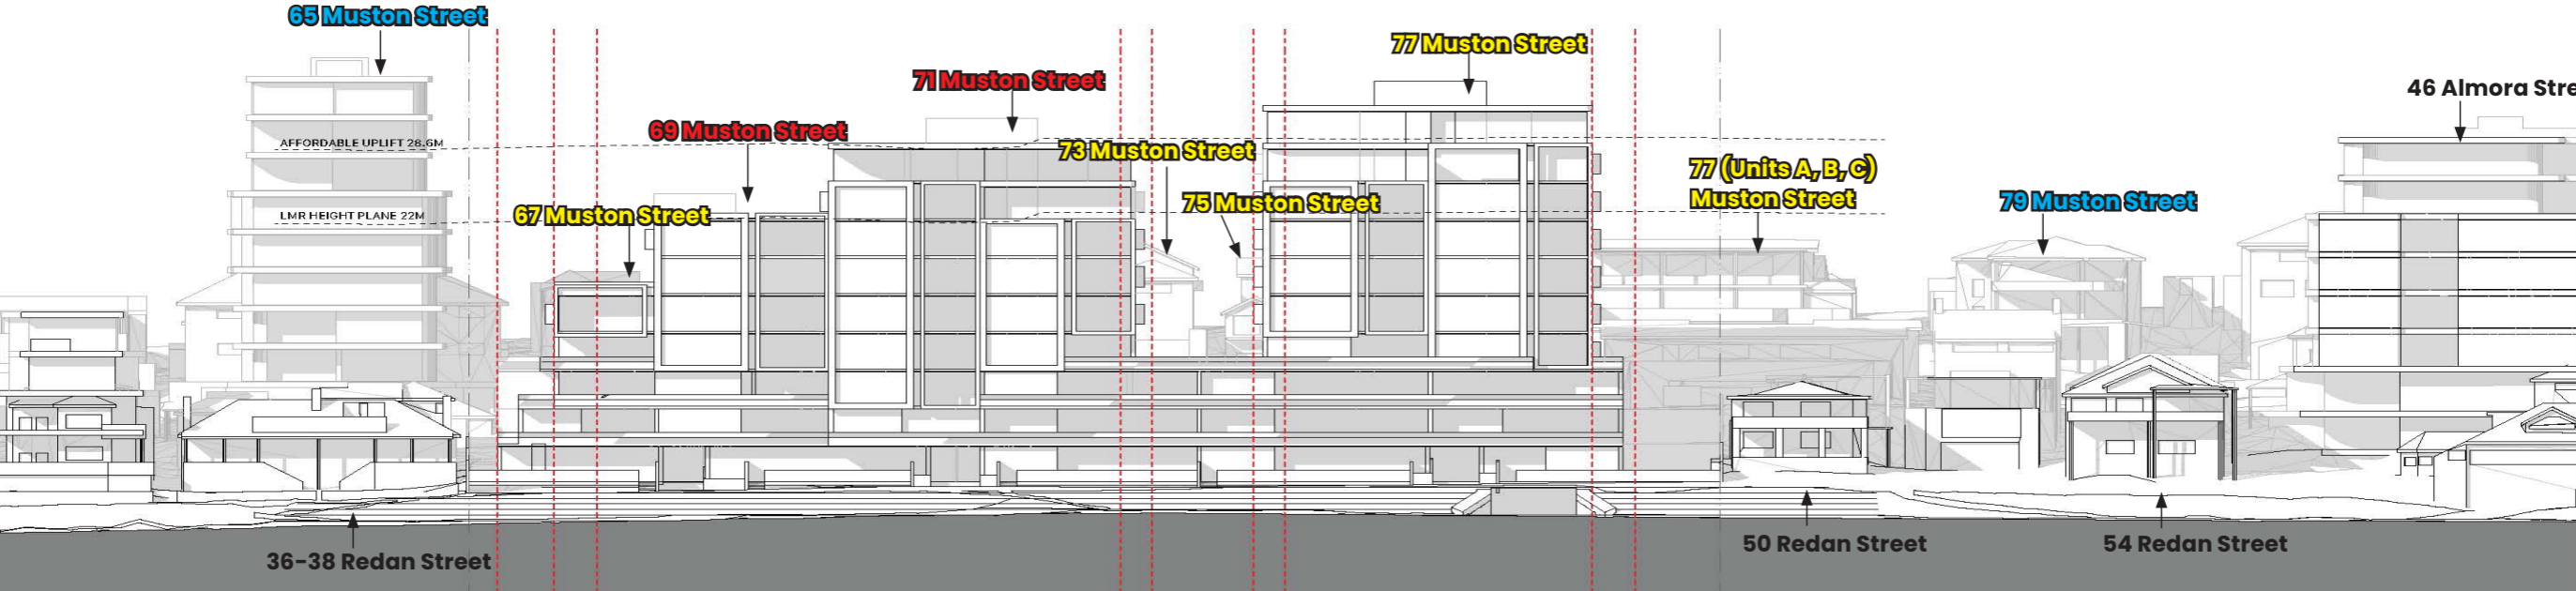 65 Muston Street
77 Muston Street
71 Muston Street
46 Almora Stre
69 Muston Street
AFFORDABLE UPLIFT 28.6M
73 Muston Street
77 (Units A, B, C)
Muston Street
75 Muston Street
79 Muston Street
LMR HEIGHT PLANE 22M
67 Muston Street
50 Redan Street
54 Redan Street
36-38 Redan Street